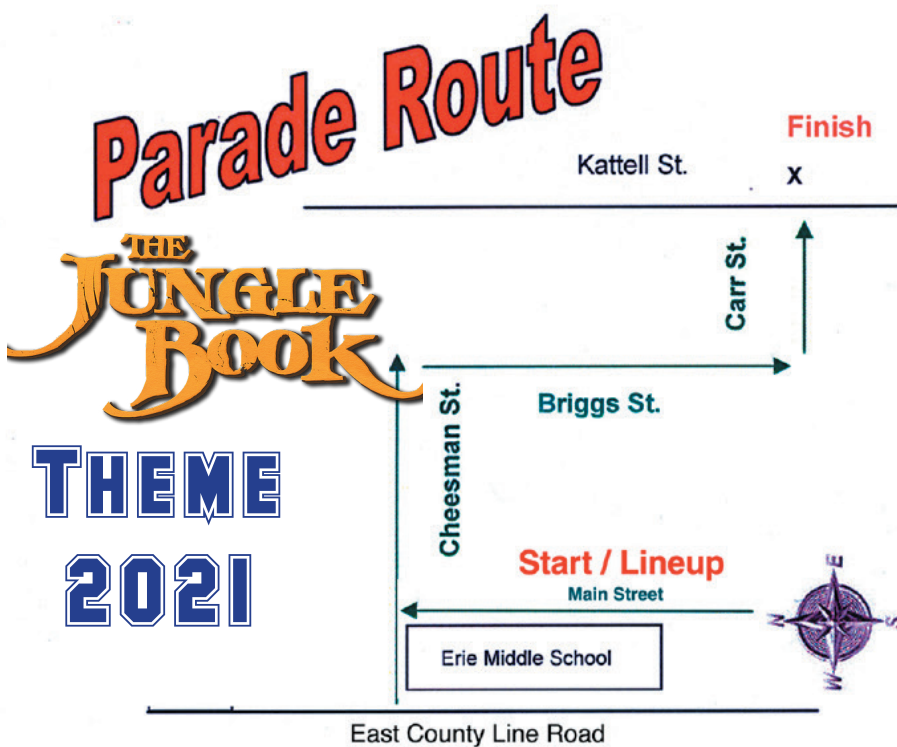 Parade Route
Finish
Kattell St.
X
THE
JUNGLE
BOOK
Carr St.
Briggs St.
Cheesman St.
THEME
2021
Start / Lineup
Main Street
E
N
S
W
Erie Middle School
East County Line Road